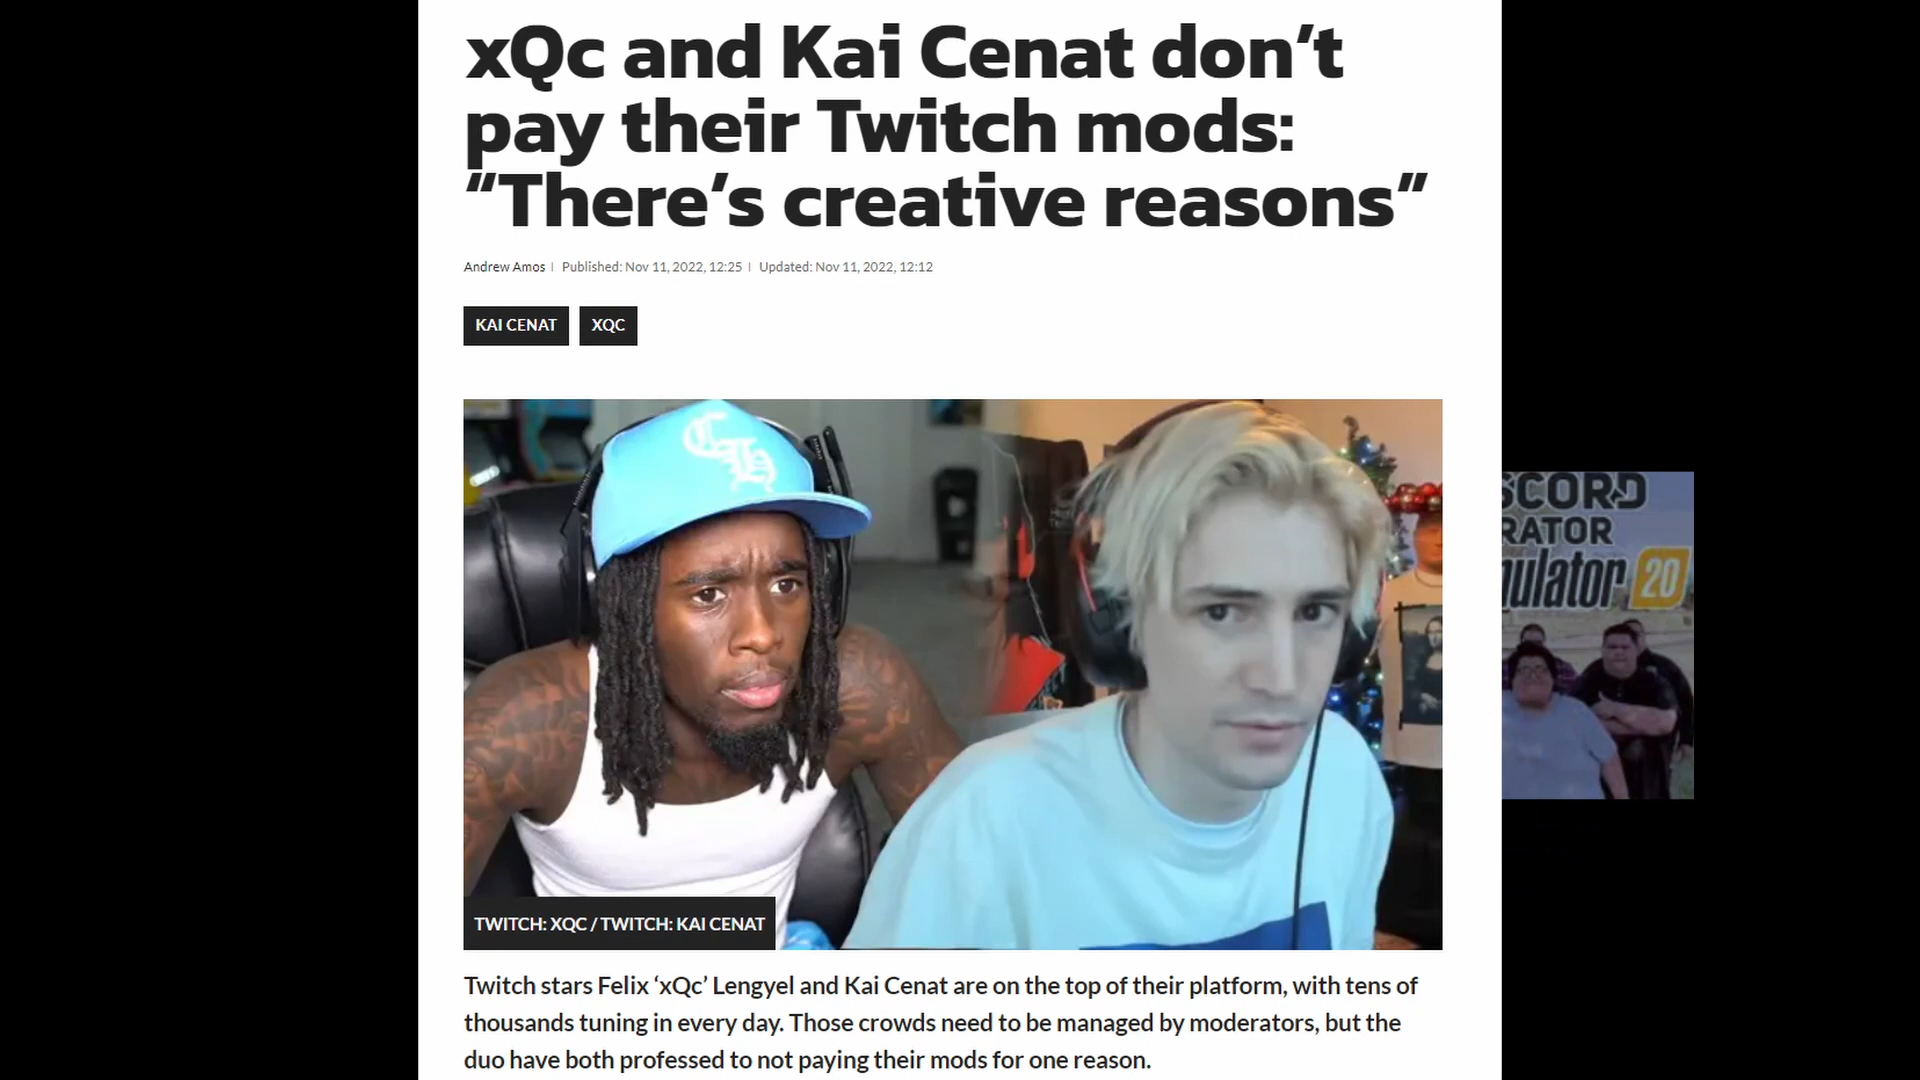 xQc and Kai Cenat don’t
pay their Twitch mods:
“There’s creative reasons”
Andrew Amos | Published: Nov 11, 2022, 12:25 | Updated: Nov 11, 2022, 12:12
KAI CENAT XQC
TWITCH: XQC / TWITCH: KAI CENAT
Twitch stars Felix ‘xQc’ Lengyel and Kai Cenat are on the top of their platform, with tens of
thousands tuning in every day. Those crowds need to be managed by moderators, but the
duo have both professed to not paying their mods for one reason.
SCORD
RATOR
ulator 20